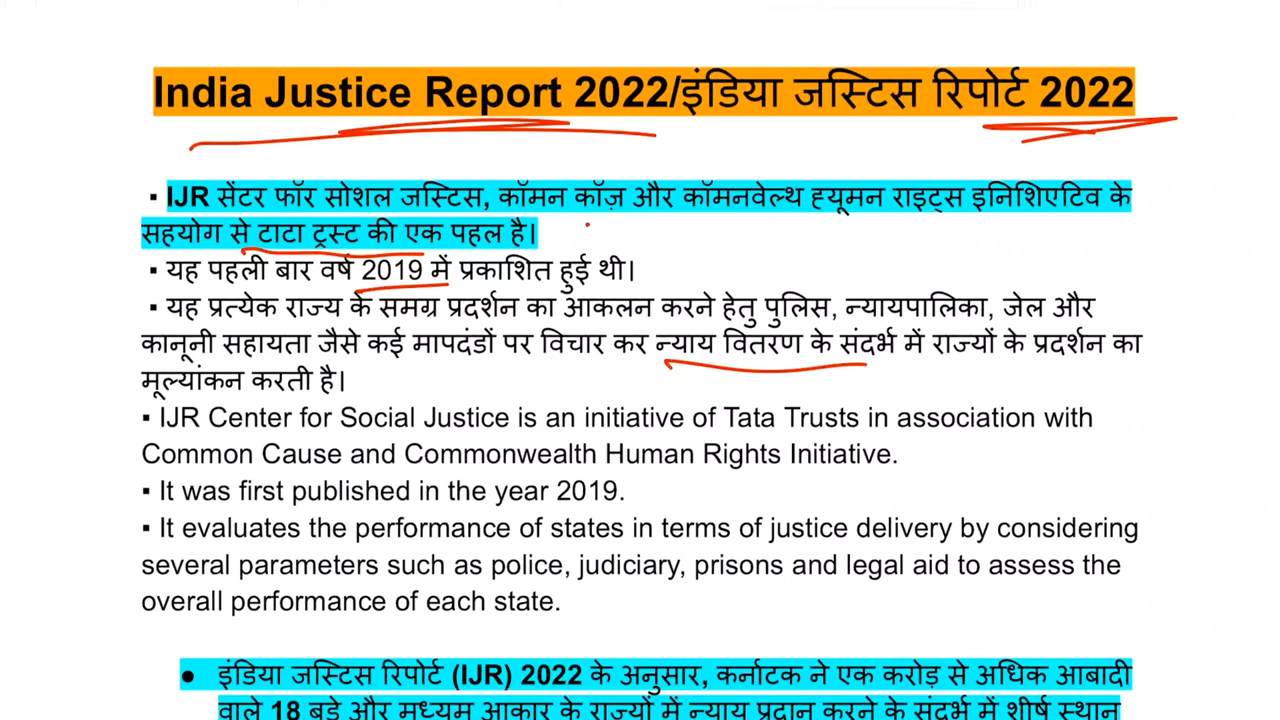 India Justice Report 2022/इंडिया जस्टिस रिपोर्ट 2022
▪ IJR सेंटर फॉर सोशल जस्टिस, कॉमन कॉज़ और कॉमनवेल्थ ह्यूमन राइट्स इनिशिएटिव के
सहयोग से टाटा ट्रस्ट की एक पहल है।
▪ यह पहली बार वर्ष 2019 में प्रकाशित हुई थी।
▪ यह प्रत्येक राज्य के समग्र प्रदर्शन का आकलन करने हेतु पुलिस, न्यायपालिका, जेल और
कानूनी सहायता जैसे कई मापदंडों पर विचार कर न्याय वितरण के संदर्भ में राज्यों के प्रदर्शन का
मूल्यांकन करती है।
▪ IJR Center for Social Justice is an initiative of Tata Trusts in association with
Common Cause and Commonwealth Human Rights Initiative.
▪ It was first published in the year 2019.
▪ It evaluates the performance of states in terms of justice delivery by considering
several parameters such as police, judiciary, prisons and legal aid to assess the
overall performance of each state.
● इंडिया जस्टिस रिपोर्ट (IJR) 2022 के अनुसार, कर्नाटक ने एक करोड़ से अधिक आबादी
वाले 18 बड़े और मध्यम आकार के राज्यों में न्याय प्रदान करने के संदर्भ में शीर्ष स्थान